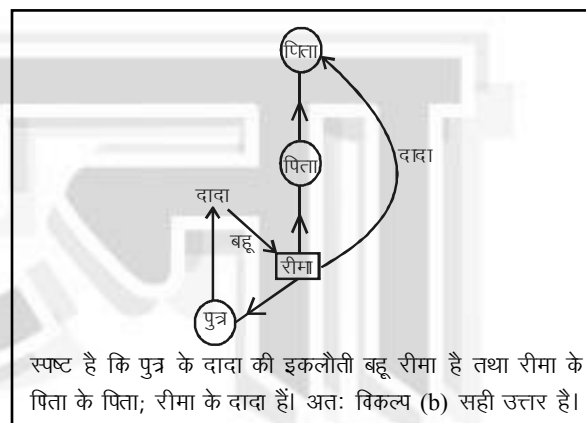 पिता
पिता
दादा
दादा
बहू
रीमा
पुत्र
स्पष्ट है कि पुत्र के दादा की इकलौती बहू रीमा है तथा रीमा के
पिता के पिता; रीमा के दादा हैं। अतः विकल्प (b) सही उत्तर है।